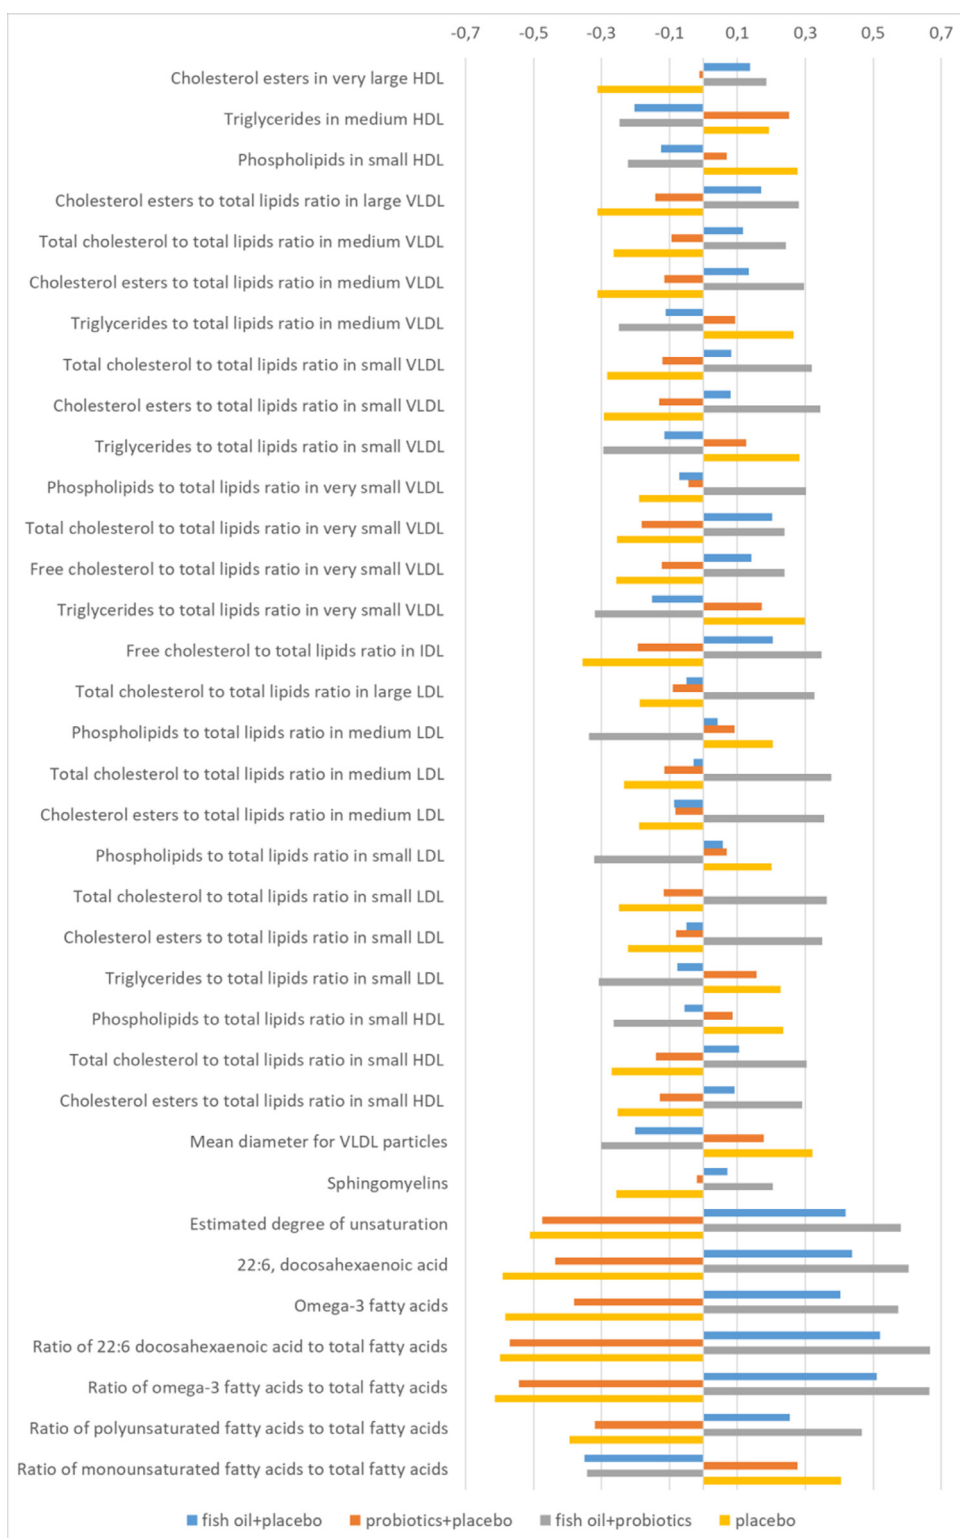 -0,7 -0,5 -0,3 -0,1 0,1 0,3 0,5 0,7
Cholesterol esters in very large HDL
Triglycerides in medium HDL
Phospholipids in small HDL
Cholesterol esters to total lipids ratio in large VLDL
Total cholesterol to total lipids ratio in medium VLDL
Cholesterol esters to total lipids ratio in medium VLDL
Triglycerides to total lipids ratio in medium VLDL
Total cholesterol to total lipids ratio in small VLDL
Cholesterol esters to total lipids ratio in small VLDL
Triglycerides to total lipids ratio in small VLDL
Phospholipids to total lipids ratio in very small VLDL
Total cholesterol to total lipids ratio in very small VLDL
Free cholesterol to total lipids ratio in very small VLDL
Triglycerides to total lipids ratio in very small VLDL
Free cholesterol to total lipids ratio in IDL
Total cholesterol to total lipids ratio in large LDL
Phospholipids to total lipids ratio in medium LDL
Total cholesterol to total lipids ratio in medium LDL
Cholesterol esters to total lipids ratio in medium LDL
Phospholipids to total lipids ratio in small LDL
Total cholesterol to total lipids ratio in small LDL
Cholesterol esters to total lipids ratio in small LDL
Triglycerides to total lipids ratio in small LDL
Phospholipids to total lipids ratio in small HDL
Total cholesterol to total lipids ratio in small HDL
Cholesterol esters to total lipids ratio in small HDL
Mean diameter for VLDL particles
Sphingomyelins
Estimated degree of unsaturation
22:6, docosahexaenoic acid
Omega-3 fatty acids
Ratio of 22:6 docosahexaenoic acid to total fatty acids
Ratio of omega-3 fatty acids to total fatty acids
Ratio of polyunsaturated fatty acids to total fatty acids
Ratio of monounsaturated fatty acids to total fatty acids
fish oil+placebo probiotics+placebo fish oil+probiotics placebo